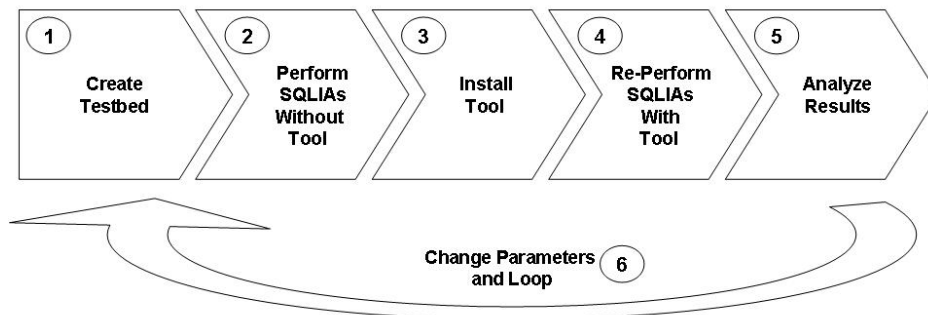 1
Create
Testbed
2
Perform
SQLIAs
Without
Tool
3
Install
Tool
4
Re-Perform
SQLIAs
With
Tool
5
Analyze
Results
Change Parameters
and Loop
6